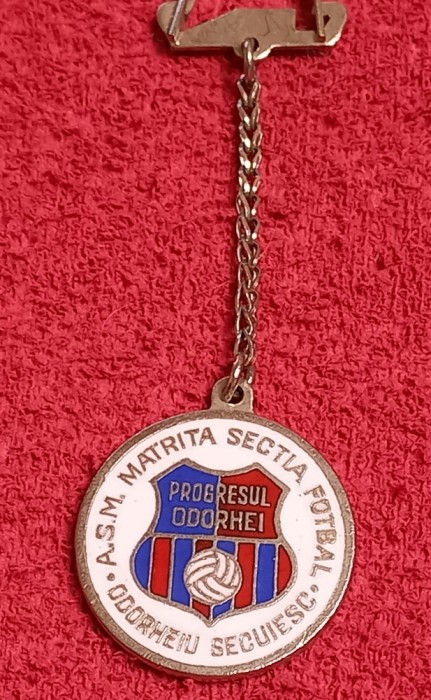 · A.S.M. MATRITA SECTIA FOTBAL ·
ODORHEIU SECUIESC
PROGRESUL
ODORHEI